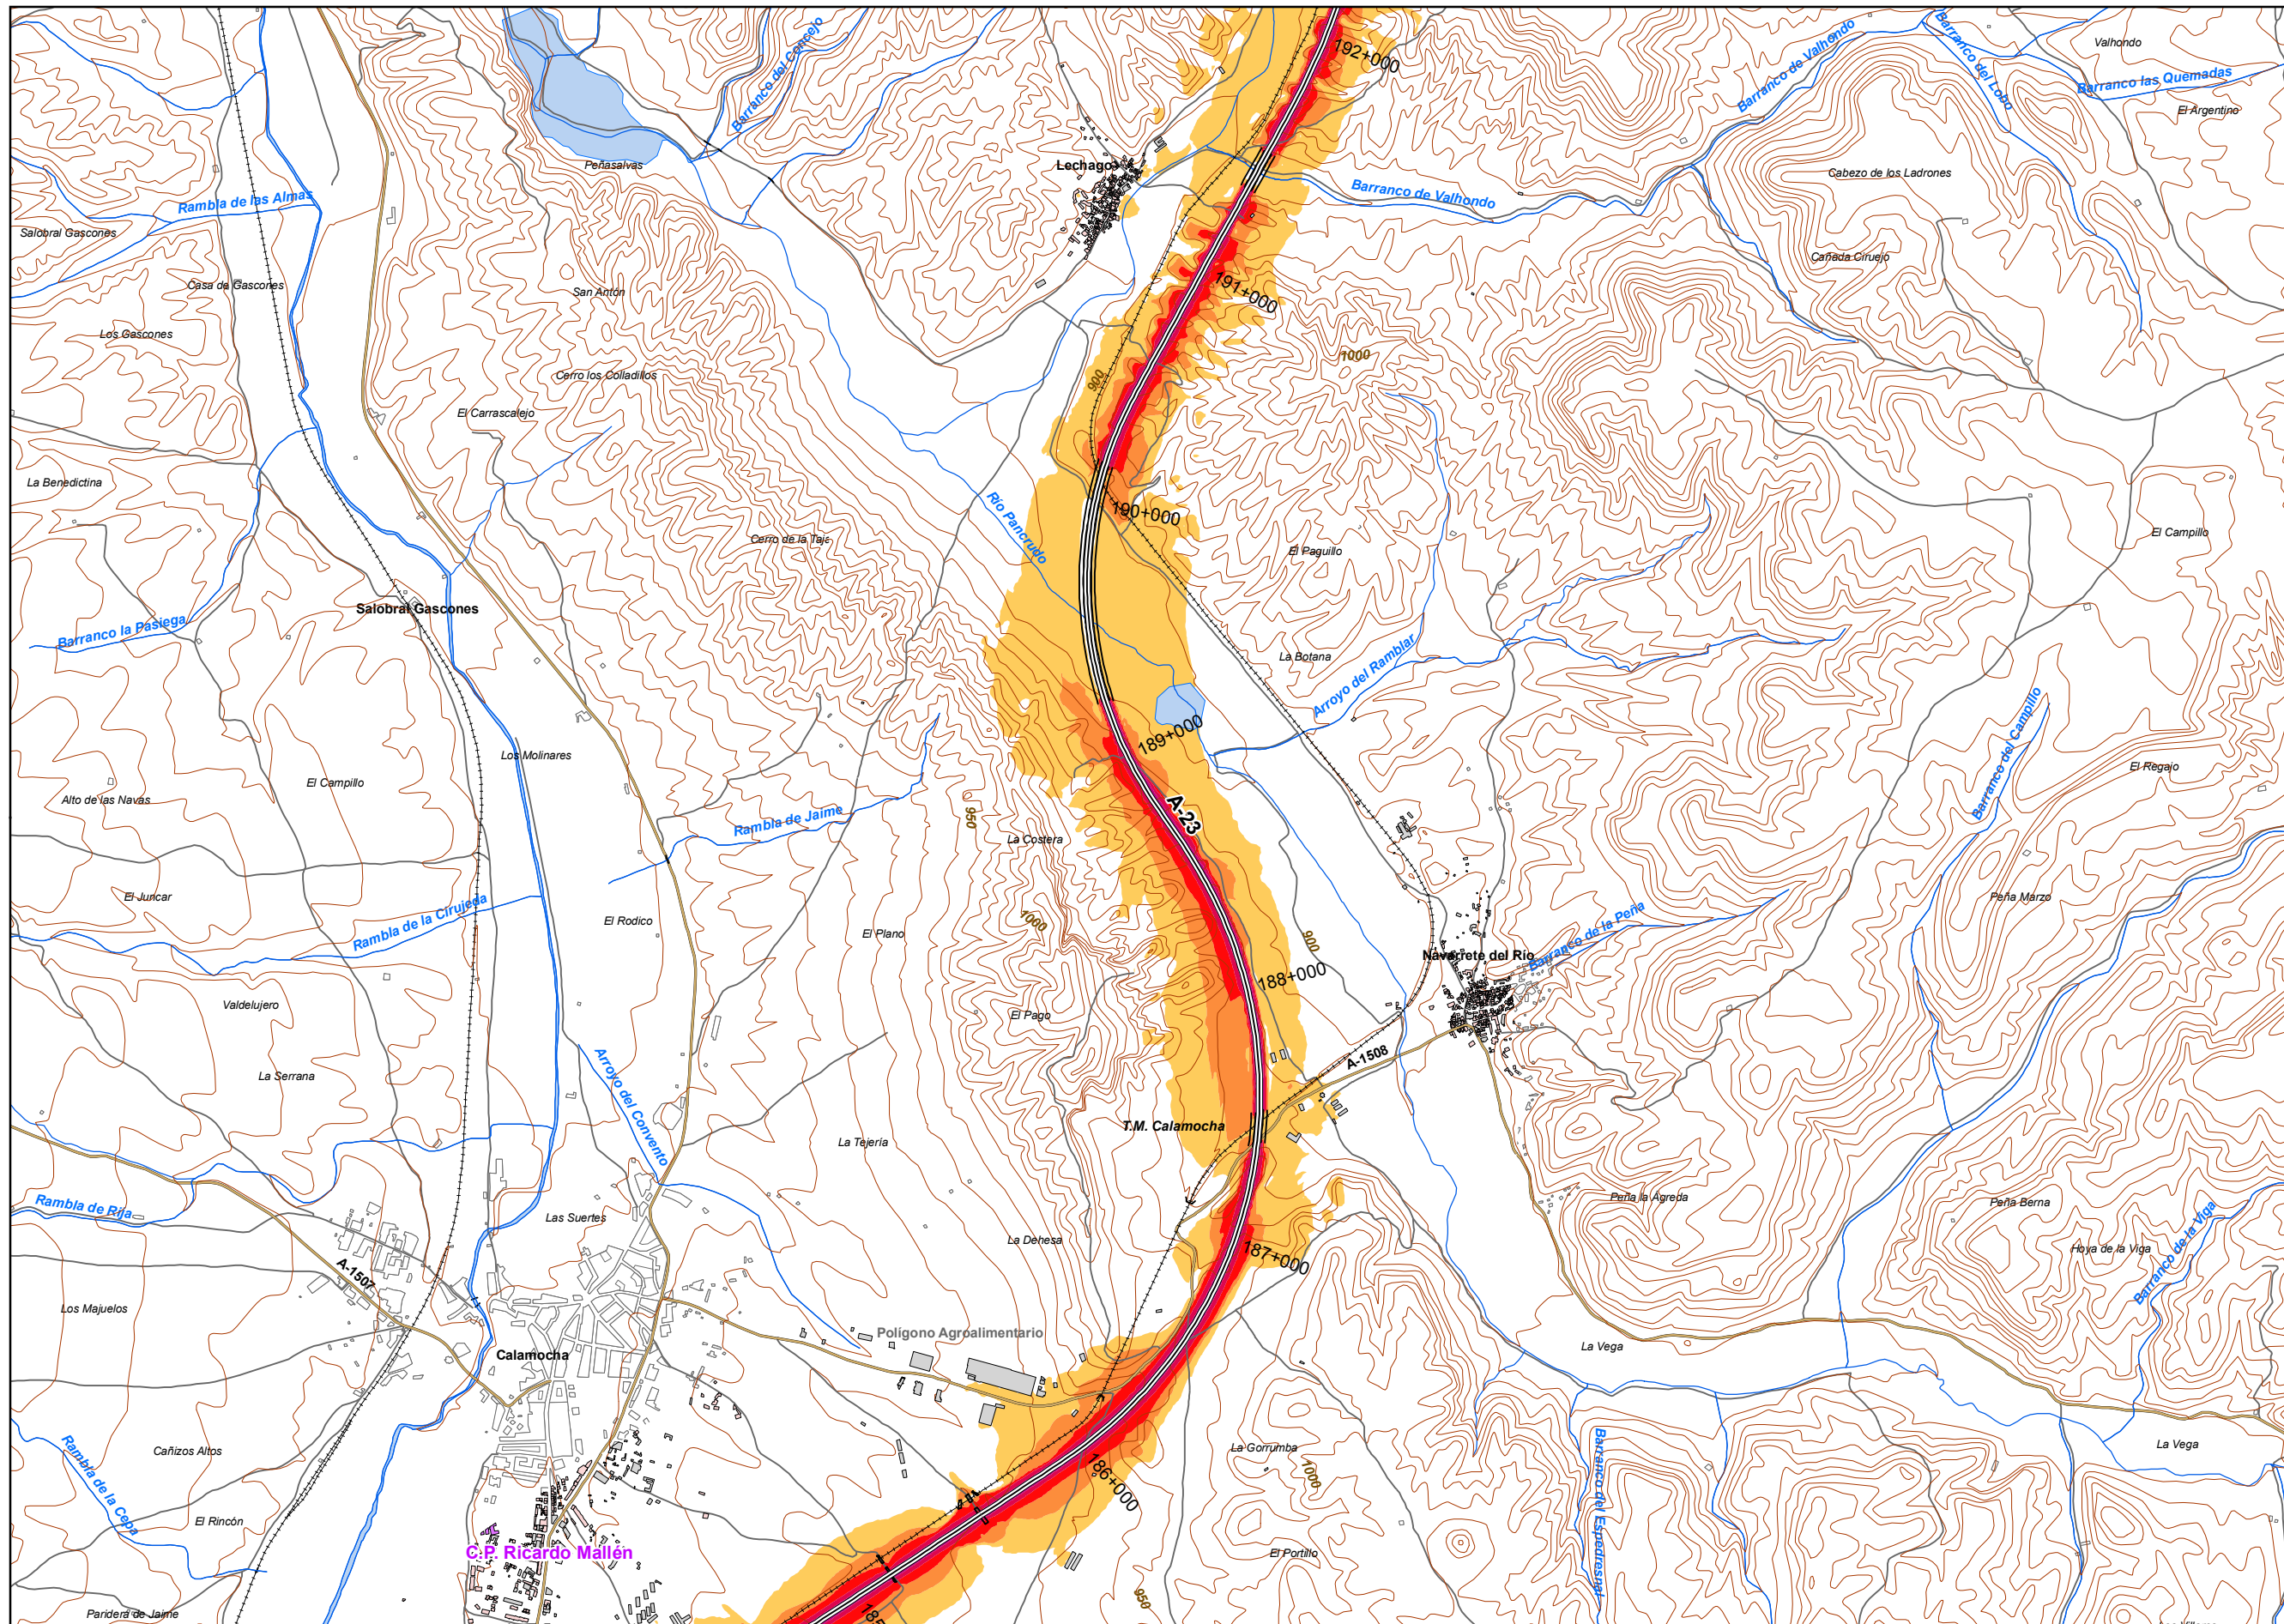 192+000
Valhondo
Barranco del Concejo
Barranco de Valhondo
Barranco del Lobo
Barranco las Quemadas
El Argentino
Peñasalvas
Lechago
Cabezo de los Ladrones
Rambla de las Almas
Barranco de Valhondo
Salobral Gascones
Cañada Ciruejo
Casa de Gascones
San Antón
191+000
Los Gascones
1000
Cerro los Colladillos
900
El Carrascalejo
La Benedictina
Río Pancrudo
190+000
El Campillo
Cerro de la Taja
El Paguillo
Salobral Gascones
Barranco la Pasiega
La Botana
Arroyo del Ramblar
189+000
Los Molinares
Barranco del Campillo
El Regajo
El Campillo
Alto de las Navas
Rambla de Jaime
950
A-23
La Costera
El Juncar
Peña Marzo
Rambla de la Cirujeda
El Rodico
El Plano
1000
900
Barranco de la Peña
Navarrete del Río
188+000
Valdelujero
El Pago
A-1508
La Serrana
Arroyo del Convento
T.M. Calamocha
La Tejería
Rambla de Rija
Las Suertes
Peña la Agreda
Peña Berna
Barranco de la Viga
La Dehesa
187+000
Hoya de la Viga
A-1507
Los Majuelos
Polígono Agroalimentario
Calamocha
La Vega
Cañizos Altos
La Gorrumba
La Vega
Rambla de la Cepa
186+000
1000
El Rincón
Barranco del Espedresnal
C.P. Ricardo Mallén
El Portillo
950
Paridera de Jaime